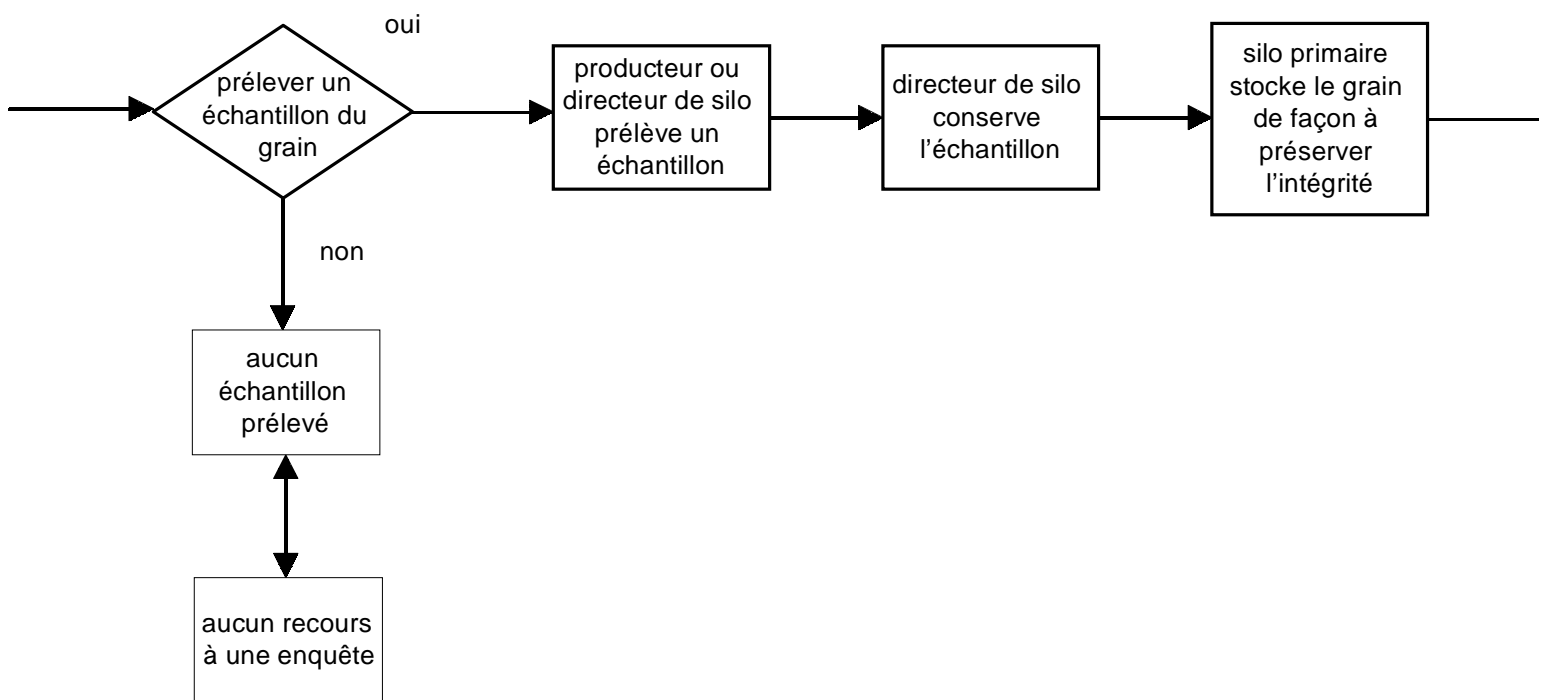 oui
prélever un
échantillon du
grain
producteur ou
directeur de silo
prélève un
échantillon
directeur de silo
conserve
l'échantillon
silo primaire
stocke le grain
de façon à
préserver
l'intégrité
non
aucun
échantillon
prélevé
aucun recours
à une enquête